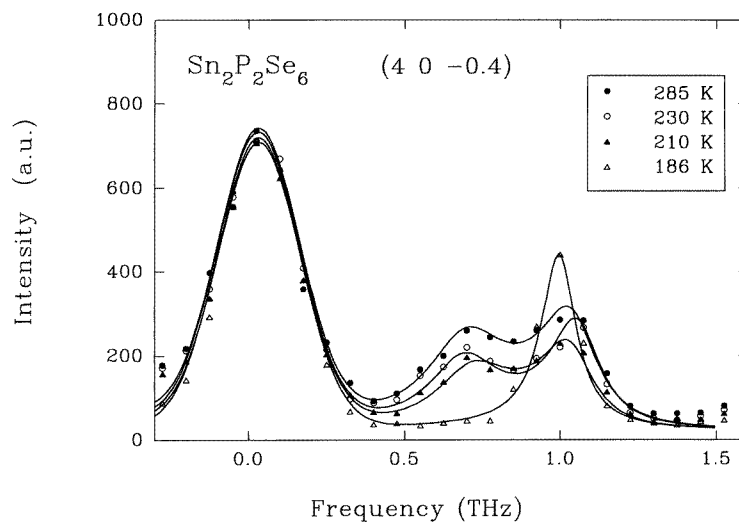 1000
Sn2P2Se6 (4 0 −0.4)
285 K
230 K
210 K
186 K
800
600
400
200
0
0.0 0.5 1.0 1.5
Intensity (a.u.)
Frequency (THz)